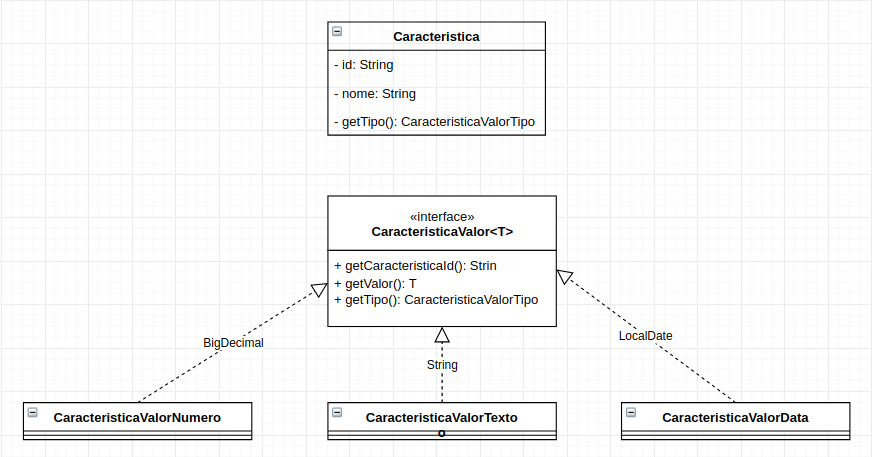 Caracteristica
- id: String
- nome: String
- getTipo(): CaracteristicaValorTipo
«interface»
CaracteristicaValor<T>
+ getCaracteristicaId(): Strin
+ getValor(): T
+ getTipo(): CaracteristicaValorTipo
BigDecimal
String
LocalDate
CaracteristicaValorNumero
CaracteristicaValorTexto
o
CaracteristicaValorData